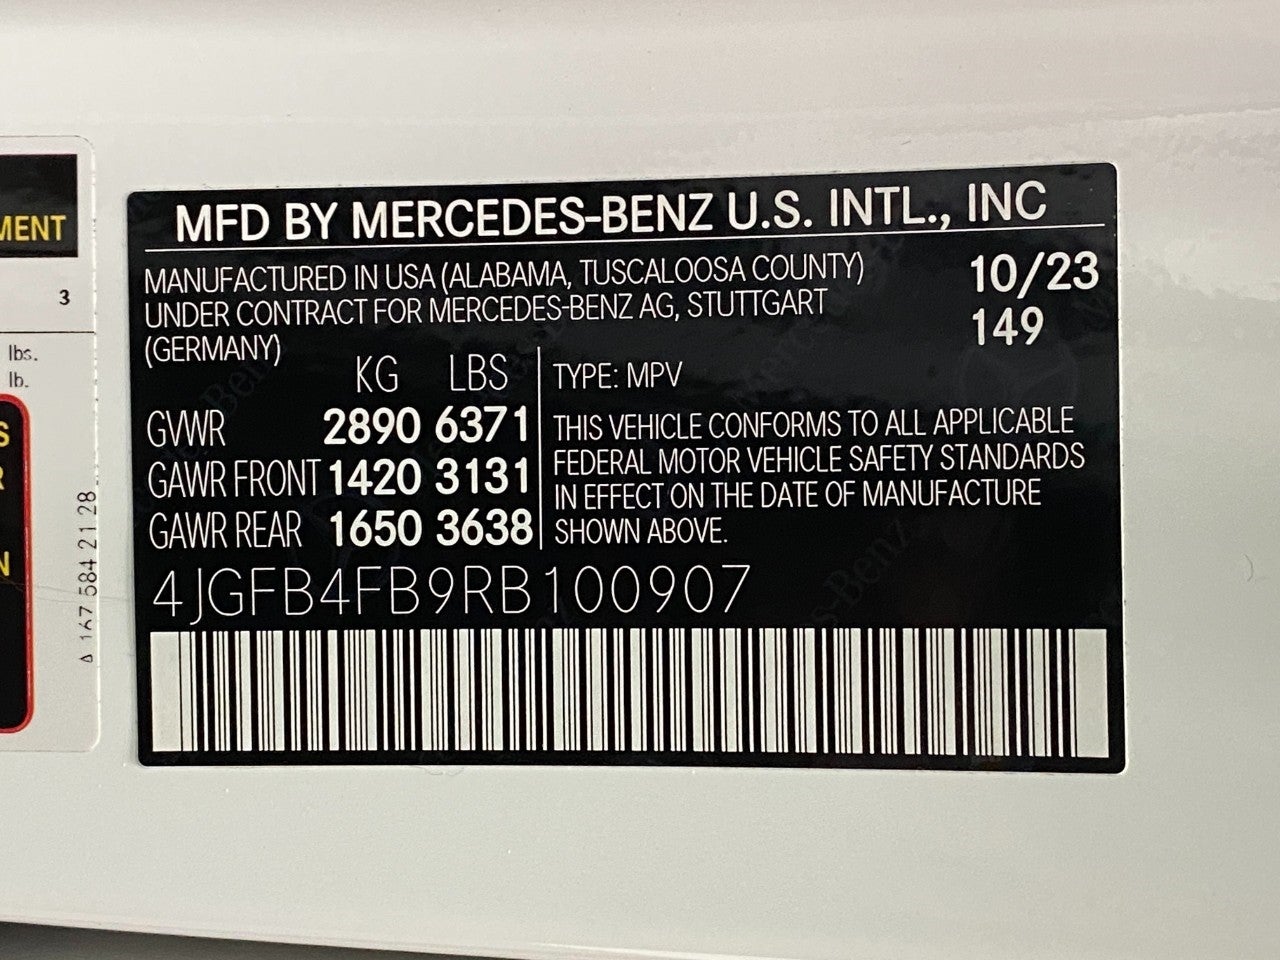 MENT
3
lbs.
lb.
S
R
N
A 167 584 21 28
MFD BY MERCEDES-BENZ U.S. INTL., INC
MANUFACTURED IN USA (ALABAMA, TUSCALOOSA COUNTY) 10/23
UNDER CONTRACT FOR MERCEDES-BENZ AG, STUTTGART 149
(GERMANY)
KG LBS
GVWR 2890 6371
GAWR FRONT 1420 3131
GAWR REAR 1650 3638
TYPE: MPV
THIS VEHICLE CONFORMS TO ALL APPLICABLE
FEDERAL MOTOR VEHICLE SAFETY STANDARDS
IN EFFECT ON THE DATE OF MANUFACTURE
SHOWN ABOVE.
4JGFB4FB9RB100907